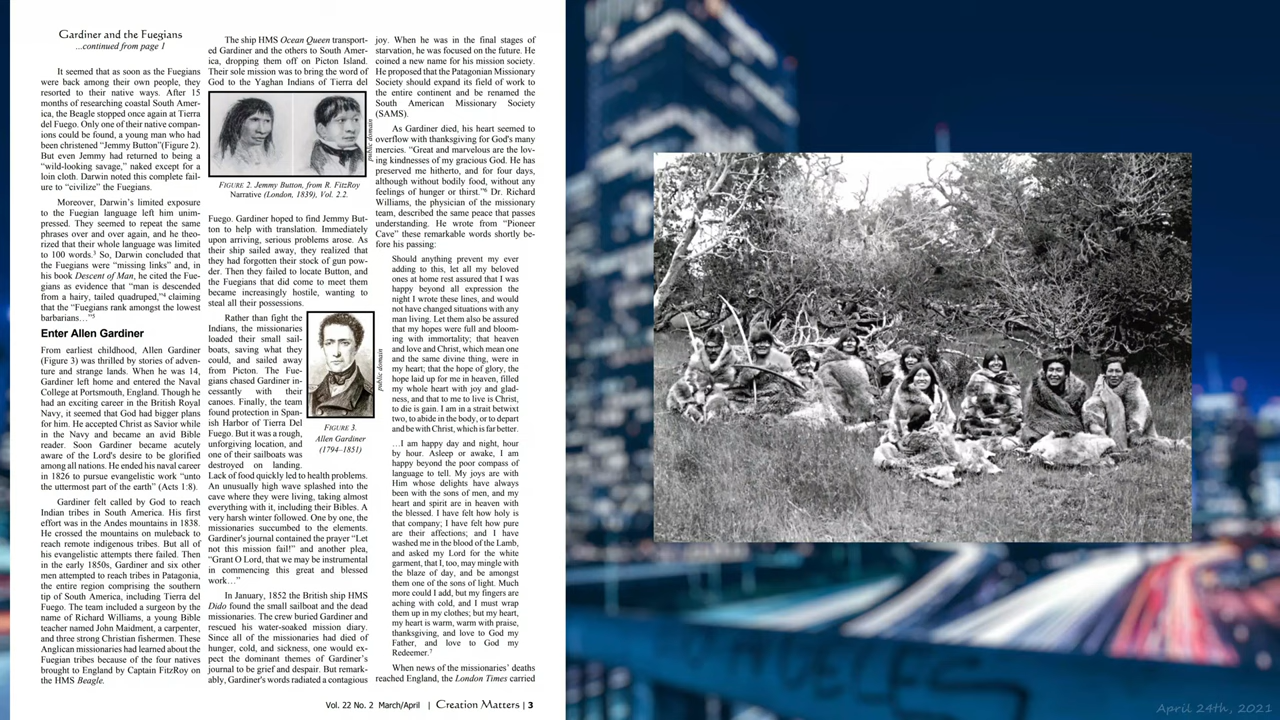 Gardiner and the Fuegians
...continued from page 1
It seemed that as soon as the Fuegians
were back among their own people, they
resorted to their native ways. After 15
months of researching coastal South Amer-
ica, the Beagle stopped once again at Tierra
del Fuego. Only one of their native compan-
ions could be found, a young man who had
been christened “Jemmy Button”(Figure 2).
But even Jemmy had returned to being a
“wild-looking savage,” naked except for a
loin cloth. Darwin noted this complete fail-
ure to “civilize” the Fuegians.
Moreover, Darwin’s limited exposure
to the Fuegian language left him unim-
pressed. They seemed to repeat the same
phrases over and over again, and he theo-
rized that their whole language was limited
to 100 words.³ So, Darwin concluded that
the Fuegians were “missing links” and, in
his book Descent of Man, he cited the Fue-
gians as evidence that “man is descended
from a hairy, tailed quadruped,”⁴ claiming
that the “Fuegians rank amongst the lowest
barbarians…”⁵
Enter Allen Gardiner
From earliest childhood, Allen Gardiner
(Figure 3) was thrilled by stories of adven-
ture and strange lands. When he was 14,
Gardiner left home and entered the Naval
College at Portsmouth, England. Though he
had an exciting career in the British Royal
Navy, it seemed that God had bigger plans
for him. He accepted Christ as Savior while
in the Navy and became an avid Bible
reader. Soon Gardiner became acutely
aware of the Lord's desire to be glorified
among all nations. He ended his naval career
in 1826 to pursue evangelistic work “unto
the uttermost part of the earth” (Acts 1:8).
Gardiner felt called by God to reach
Indian tribes in South America. His first
effort was in the Andes mountains in 1838.
He crossed the mountains on muleback to
reach remote indigenous tribes. But all of
his evangelistic attempts there failed. Then
in the early 1850s, Gardiner and six other
men attempted to reach tribes in Patagonia,
the entire region comprising the southern
tip of South America, including Tierra del
Fuego. The team included a surgeon by the
name of Richard Williams, a young Bible
teacher named John Maidment, a carpenter,
and three strong Christian fishermen. These
Anglican missionaries had learned about the
Fuegian tribes because of the four natives
brought to England by Captain FitzRoy on
the HMS Beagle.
The ship HMS Ocean Queen transport-
ed Gardiner and the others to South Amer-
ica, dropping them off on Picton Island.
Their sole mission was to bring the word of
God to the Yaghan Indians of Tierra del
public domain
FIGURE 2. Jemmy Button, from R. FitzRoy
Narrative (London, 1839), Vol. 2.2.
Fuego. Gardiner hoped to find Jemmy But-
ton to help with translation. Immediately
upon arriving, serious problems arose. As
their ship sailed away, they realized that
they had forgotten their stock of gun pow-
der. Then they failed to locate Button, and
the Fuegians that did come to meet them
became increasingly hostile, wanting to
steal all their possessions.
Rather than fight the
Indians, the missionaries
loaded their small sail-
boats, saving what they
could, and sailed away
from Picton. The Fue-
gians chased Gardiner in-
cessantly with their
canoes. Finally, the team
found protection in Span-
ish Harbor of Tierra Del
Fuego. But it was a rough,
unforgiving location, and
one of their sailboats was
destroyed on landing.
public domain
FIGURE 3.
Allen Gardiner
(1794–1851)
Lack of food quickly led to health problems.
An unusually high wave splashed into the
cave where they were living, taking almost
everything with it, including their Bibles. A
very harsh winter followed. One by one, the
missionaries succumbed to the elements.
Gardiner's journal contained the prayer “Let
not this mission fail!” and another plea,
“Grant O Lord, that we may be instrumental
in commencing this great and blessed
work…”
In January, 1852 the British ship HMS
Dido found the small sailboat and the dead
missionaries. The crew buried Gardiner and
rescued his water-soaked mission diary.
Since all of the missionaries had died of
hunger, cold, and sickness, one would ex-
pect the dominant themes of Gardiner’s
journal to be grief and despair. But remark-
ably, Gardiner's words radiated a contagious
joy. When he was in the final stages of
starvation, he was focused on the future. He
coined a new name for his mission society.
He proposed that the Patagonian Missionary
Society should expand its field of work to
the entire continent and be renamed the
South American Missionary Society
(SAMS).
As Gardiner died, his heart seemed to
overflow with thanksgiving for God's many
mercies. “Great and marvelous are the lov-
ing kindnesses of my gracious God. He has
preserved me hitherto, and for four days,
although without bodily food, without any
feelings of hunger or thirst.”⁶ Dr. Richard
Williams, the physician of the missionary
team, described the same peace that passes
understanding. He wrote from “Pioneer
Cave” these remarkable words shortly be-
fore his passing:
Should anything prevent my ever
adding to this, let all my beloved
ones at home rest assured that I was
happy beyond all expression the
night I wrote these lines, and would
not have changed situations with any
man living. Let them also be assured
that my hopes were full and bloom-
ing with immortality; that heaven
and love and Christ, which mean one
and the same divine thing, were in
my heart; that the hope of glory, the
hope laid up for me in heaven, filled
my whole heart with joy and glad-
ness, and that to me to live is Christ,
to die is gain. I am in a strait betwixt
two, to abide in the body, or to depart
and be with Christ, which is far better.
…I am happy day and night, hour
by hour. Asleep or awake, I am
happy beyond the poor compass of
language to tell. My joys are with
Him whose delights have always
been with the sons of men, and my
heart and spirit are in heaven with
the blessed. I have felt how holy is
that company; I have felt how pure
are their affections; and I have
washed me in the blood of the Lamb,
and asked my Lord for the white
garment, that I, too, may mingle with
the blaze of day, and be amongst
them one of the sons of light. Much
more could I add, but my fingers are
aching with cold, and I must wrap
them up in my clothes; but my heart,
my heart is warm, warm with praise,
thanksgiving, and love to God my
Father, and love to God my
Redeemer.⁷
When news of the missionaries’ deaths
reached England, the London Times carried
Vol. 22 No. 2 March/April | Creation Matters | 3
April 24th, 2021